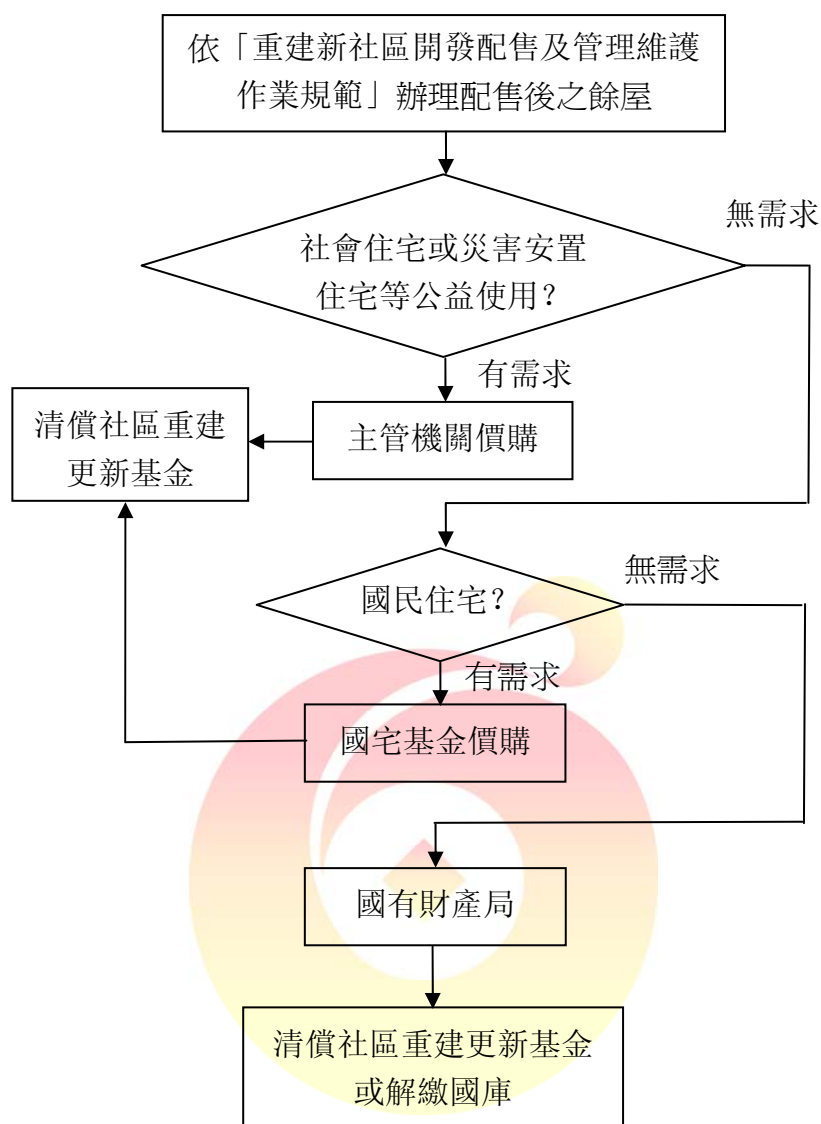 依「重建新社區開發配售及管理維護
作業規範」辦理配售後之餘屋
無需求
社會住宅或災害安置
住宅等公益使用？
有需求
清償社區重建
更新基金
主管機關價購
無需求
國民住宅？
有需求
國宅基金價購
國有財產局
清償社區重建更新基金
或解繳國庫